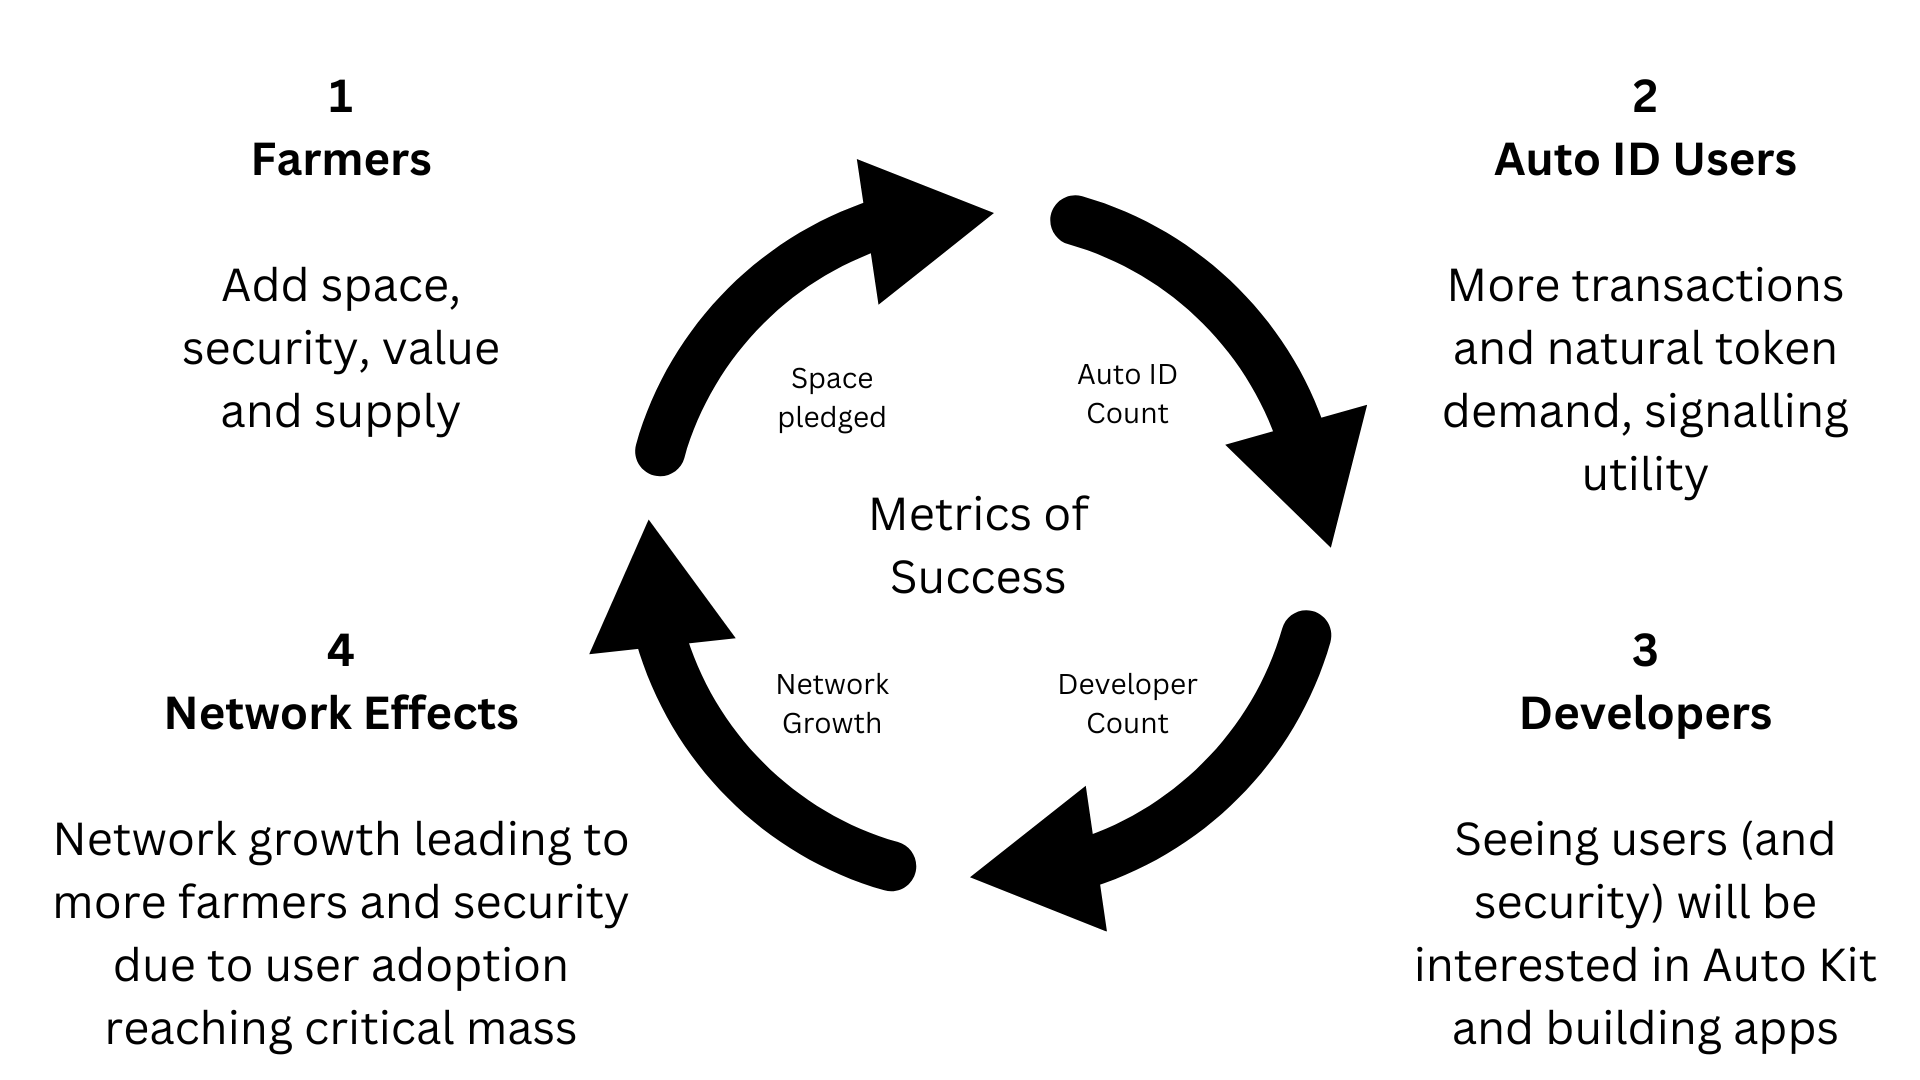 1
Farmers
Add space,
security, value
and supply
2
Auto ID Users
More transactions
and natural token
demand, signalling
utility
Space
pledged
Auto ID
Count
Metrics of
Success
Network
Growth
Developer
Count
3
Developers
Seeing users (and
security) will be
interested in Auto Kit
and building apps
4
Network Effects
Network growth leading to
more farmers and security
due to user adoption
reaching critical mass